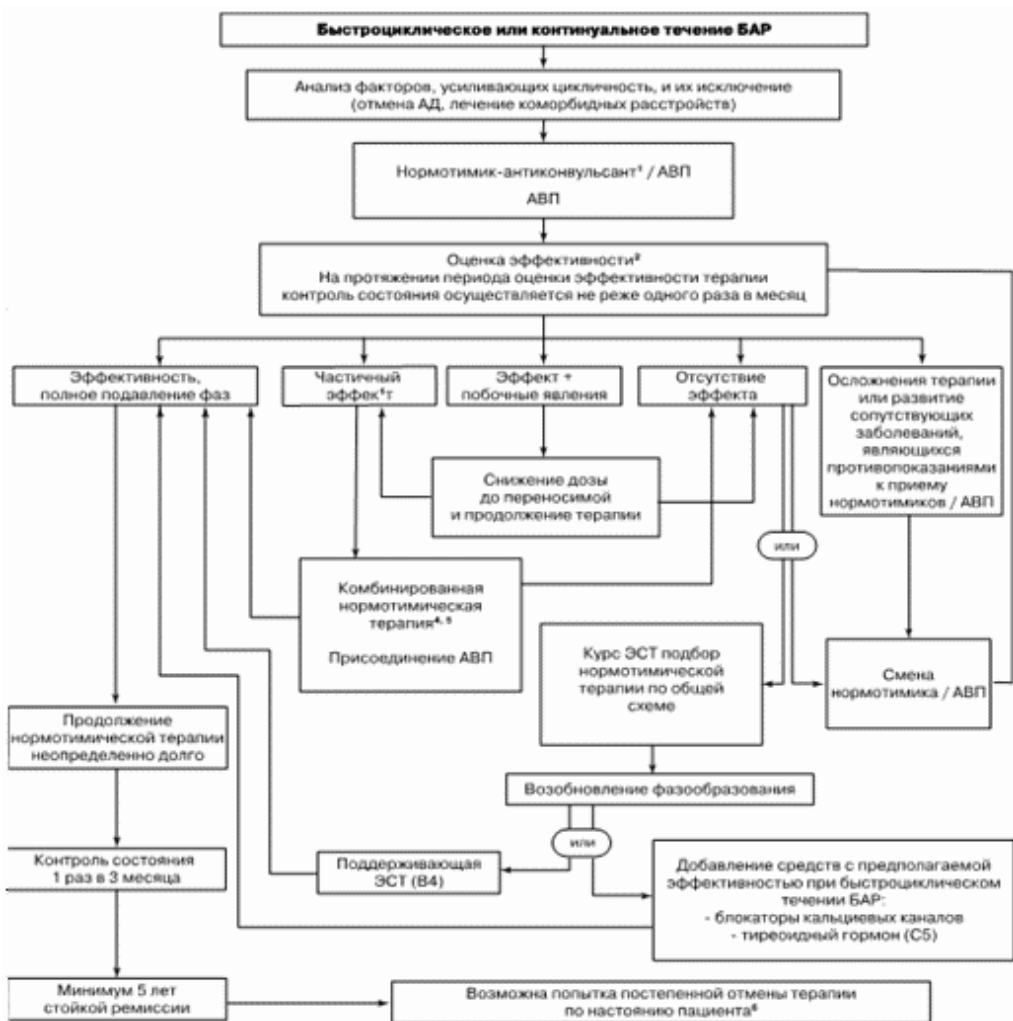 Быстроциклическое или континуальное течение БАР
Анализ факторов, усиливающих цикличность, и их исключение
(отмена АД, лечение коморбидных расстройств)
Нормотимик-антиконвульсант¹ / АВП
АВП
Оценка эффективности²
На протяжении периода оценки эффективности терапии
контроль состояния осуществляется не реже одного раза в месяц
Эффективность,
полное подавление фаз
Частичный
эффек¹т
Эффект +
побочные явления
Отсутствие
эффекта
Осложнения терапии
или развитие
сопутствующих
заболеваний,
являющихся
противопоказаниями
к приему
нормотимиков / АВП
Снижение дозы
до переносимой
и продолжение терапии
или
Комбинированная
нормотимическая
терапия⁴, ⁵
Присоединение АВП
Курс ЭСТ подбор
нормотимической
терапии по общей
схеме
Смена
нормотимика / АВП
Продолжение
нормотимической терапии
неопределенно долго
Возобновление фазообразования
или
Контроль состояния
1 раз в 3 месяца
Поддерживающая
ЭСТ (В4)
Добавление средств с предполагаемой
эффективностью при быстроциклическом
течении БАР:
- блокаторы кальциевых каналов
- тиреоидный гормон (С5)
Минимум 5 лет
стойкой ремиссии
Возможна попытка постепенной отмены терапии
по настоянию пациента⁶